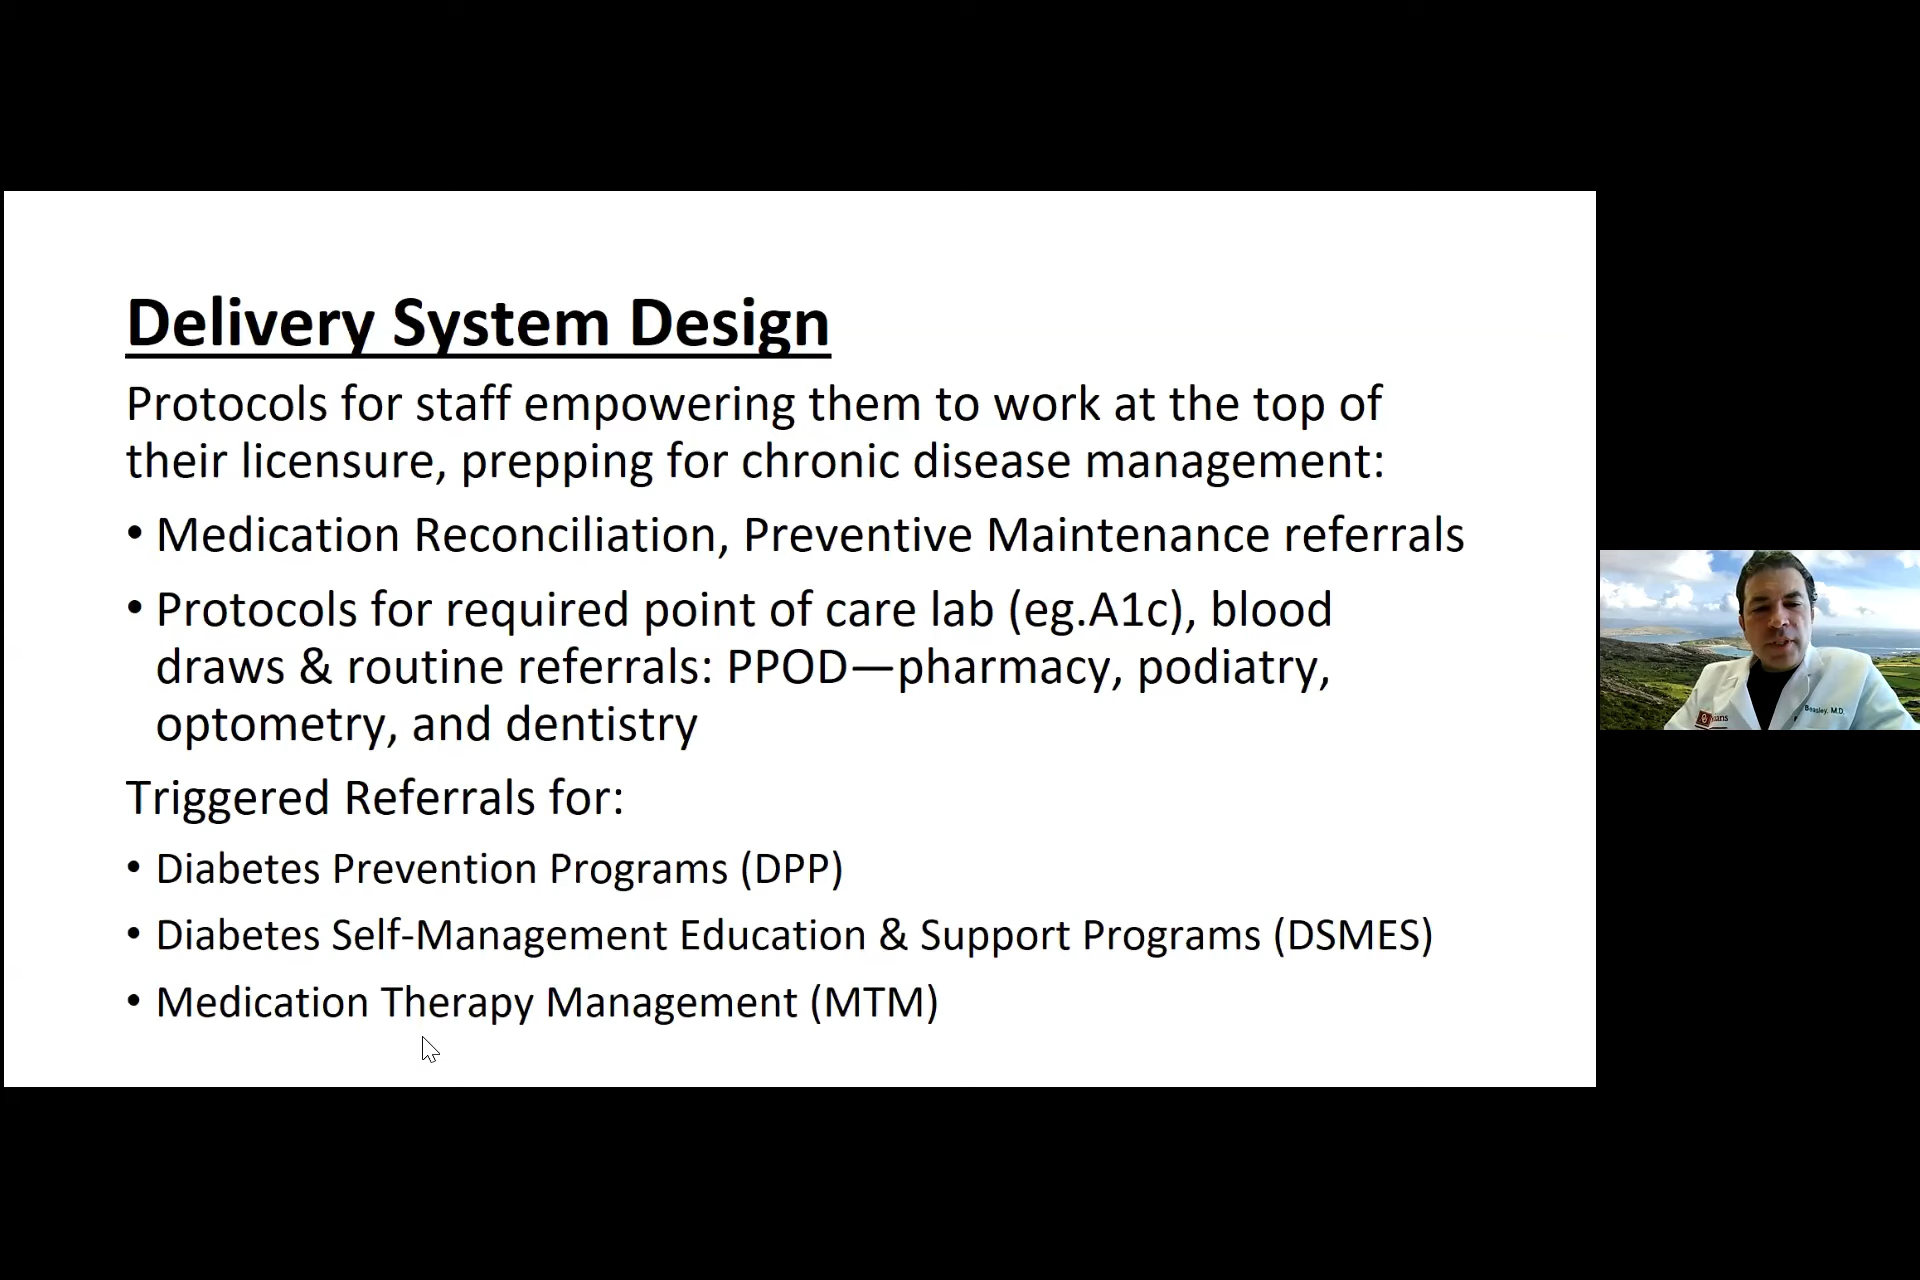 Delivery System Design
Protocols for staff empowering them to work at the top of
their licensure, prepping for chronic disease management:
• Medication Reconciliation, Preventive Maintenance referrals
• Protocols for required point of care lab (eg.A1c), blood
draws & routine referrals: PPOD—pharmacy, podiatry,
optometry, and dentistry
Triggered Referrals for:
• Diabetes Prevention Programs (DPP)
• Diabetes Self-Management Education & Support Programs (DSMES)
• Medication Therapy Management (MTM)
Beasley, M.D.